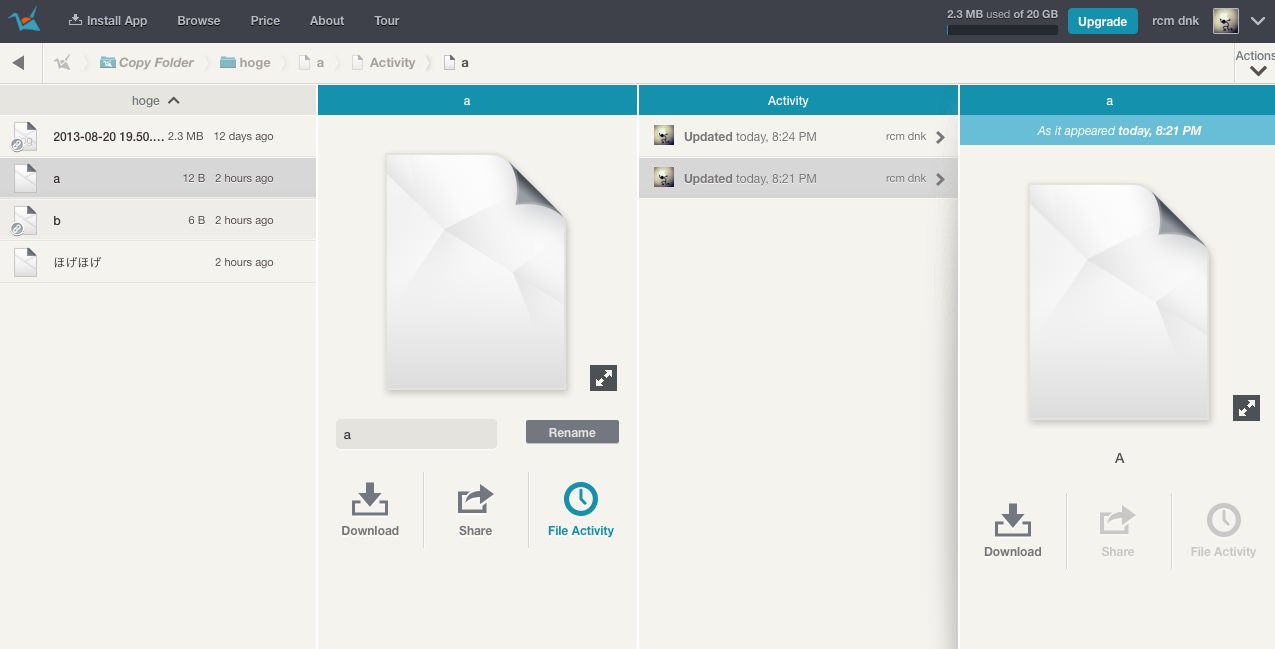 Install App Browse Price About Tour 2.3 MB used of 20 GB Upgrade rcm dnk
Copy Folder hoge a Activity a Actions
hoge
2013-08-20 19.50.... 2.3 MB 12 days ago
a 12 B 2 hours ago
b 6 B 2 hours ago
ほげほげ 2 hours ago
a
a
Rename
Download Share File Activity
Activity
Updated today, 8:24 PM rcm dnk
Updated today, 8:21 PM rcm dnk
a
As it appeared today, 8:21 PM
A
Download Share File Activity